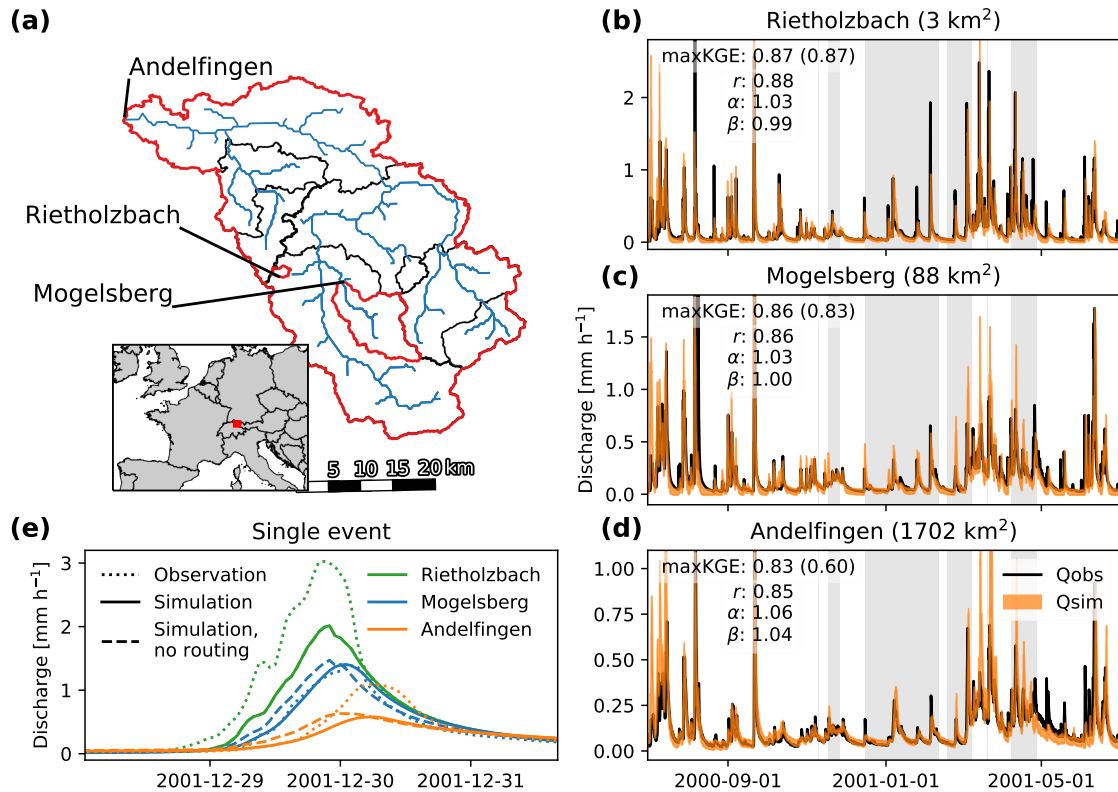 (a)
Andelfingen
Rietholzbach
Mogelsberg
5 10 15 20 km
(b)
Rietholzbach (3 km²)
maxKGE: 0.87 (0.87)
r: 0.88
α: 1.03
β: 0.99
2
1
0
(c)
Mogelsberg (88 km²)
maxKGE: 0.86 (0.83)
r: 0.86
α: 1.03
β: 1.00
Discharge [mm h⁻¹]
1.5
1.0
0.5
0.0
(d)
Andelfingen (1702 km²)
maxKGE: 0.83 (0.60)
r: 0.85
α: 1.06
β: 1.04
Qobs
Qsim
1.00
0.75
0.50
0.25
0.00
2000-09-01 2001-01-01 2001-05-01
(e)
Single event
Observation
Simulation
Simulation,
no routing
Rietholzbach
Mogelsberg
Andelfingen
Discharge [mm h⁻¹]
3
2
1
0
2001-12-29 2001-12-30 2001-12-31